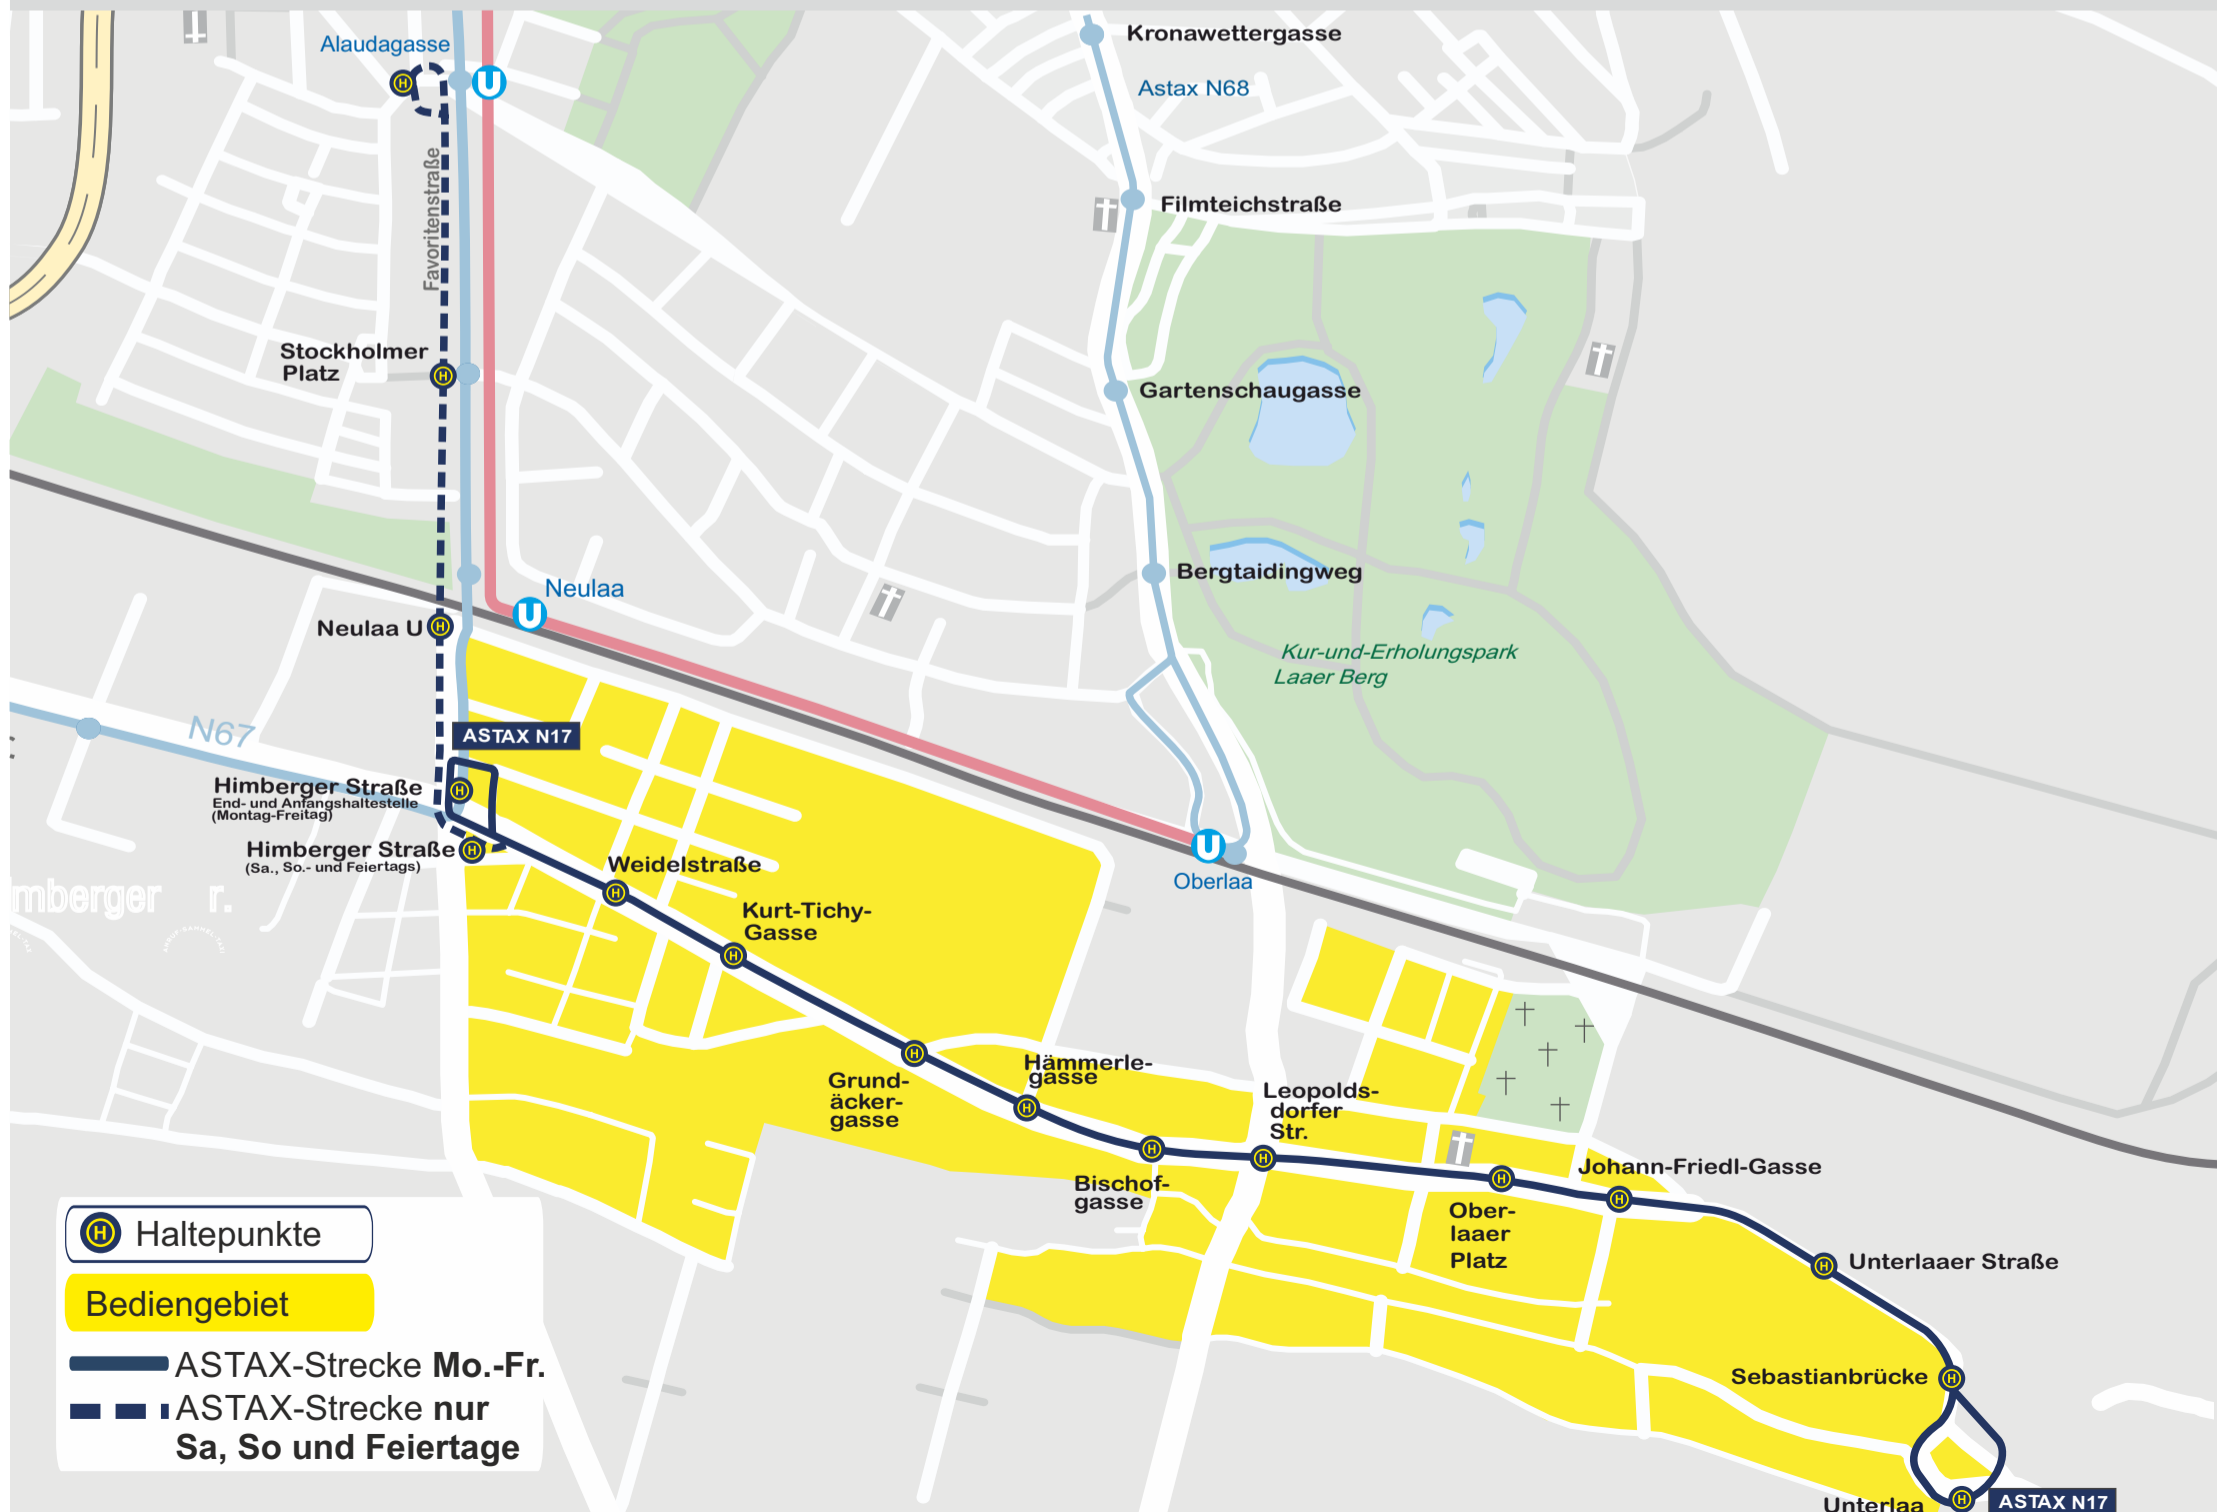 Alaudagasse
U
H
Kronawettergasse
Astax N68
Favoritenstraße
Filmteichstraße
Stockholmer
Platz
H
Gartenschaugasse
Bergtaidingweg
Neulaa
U
Neulaa U
H
Kur-und-Erholungspark
Laaer Berg
N67
ASTAX N17
Himberger Straße
End- und Anfangshaltestelle
(Montag-Freitag)
H
Himberger Straße
(Sa., So.- und Feiertags)
H
U
Oberlaa
Weidelstraße
H
mberger r.
Kurt-Tichy-
Gasse
H
H
Grund-
äcker-
gasse
Hämmerle-
gasse
H
Leopolds-
dorfer
Str.
H
H
Bischof-
gasse
H
Ober-
laaer
Platz
Johann-Friedl-Gasse
H
Unterlaaer Straße
H
Sebastianbrücke
H
Unterlaa
H
ASTAX N17
H Haltepunkte
Bediengebiet
ASTAX-Strecke Mo.-Fr.
ASTAX-Strecke nur
Sa, So und Feiertage